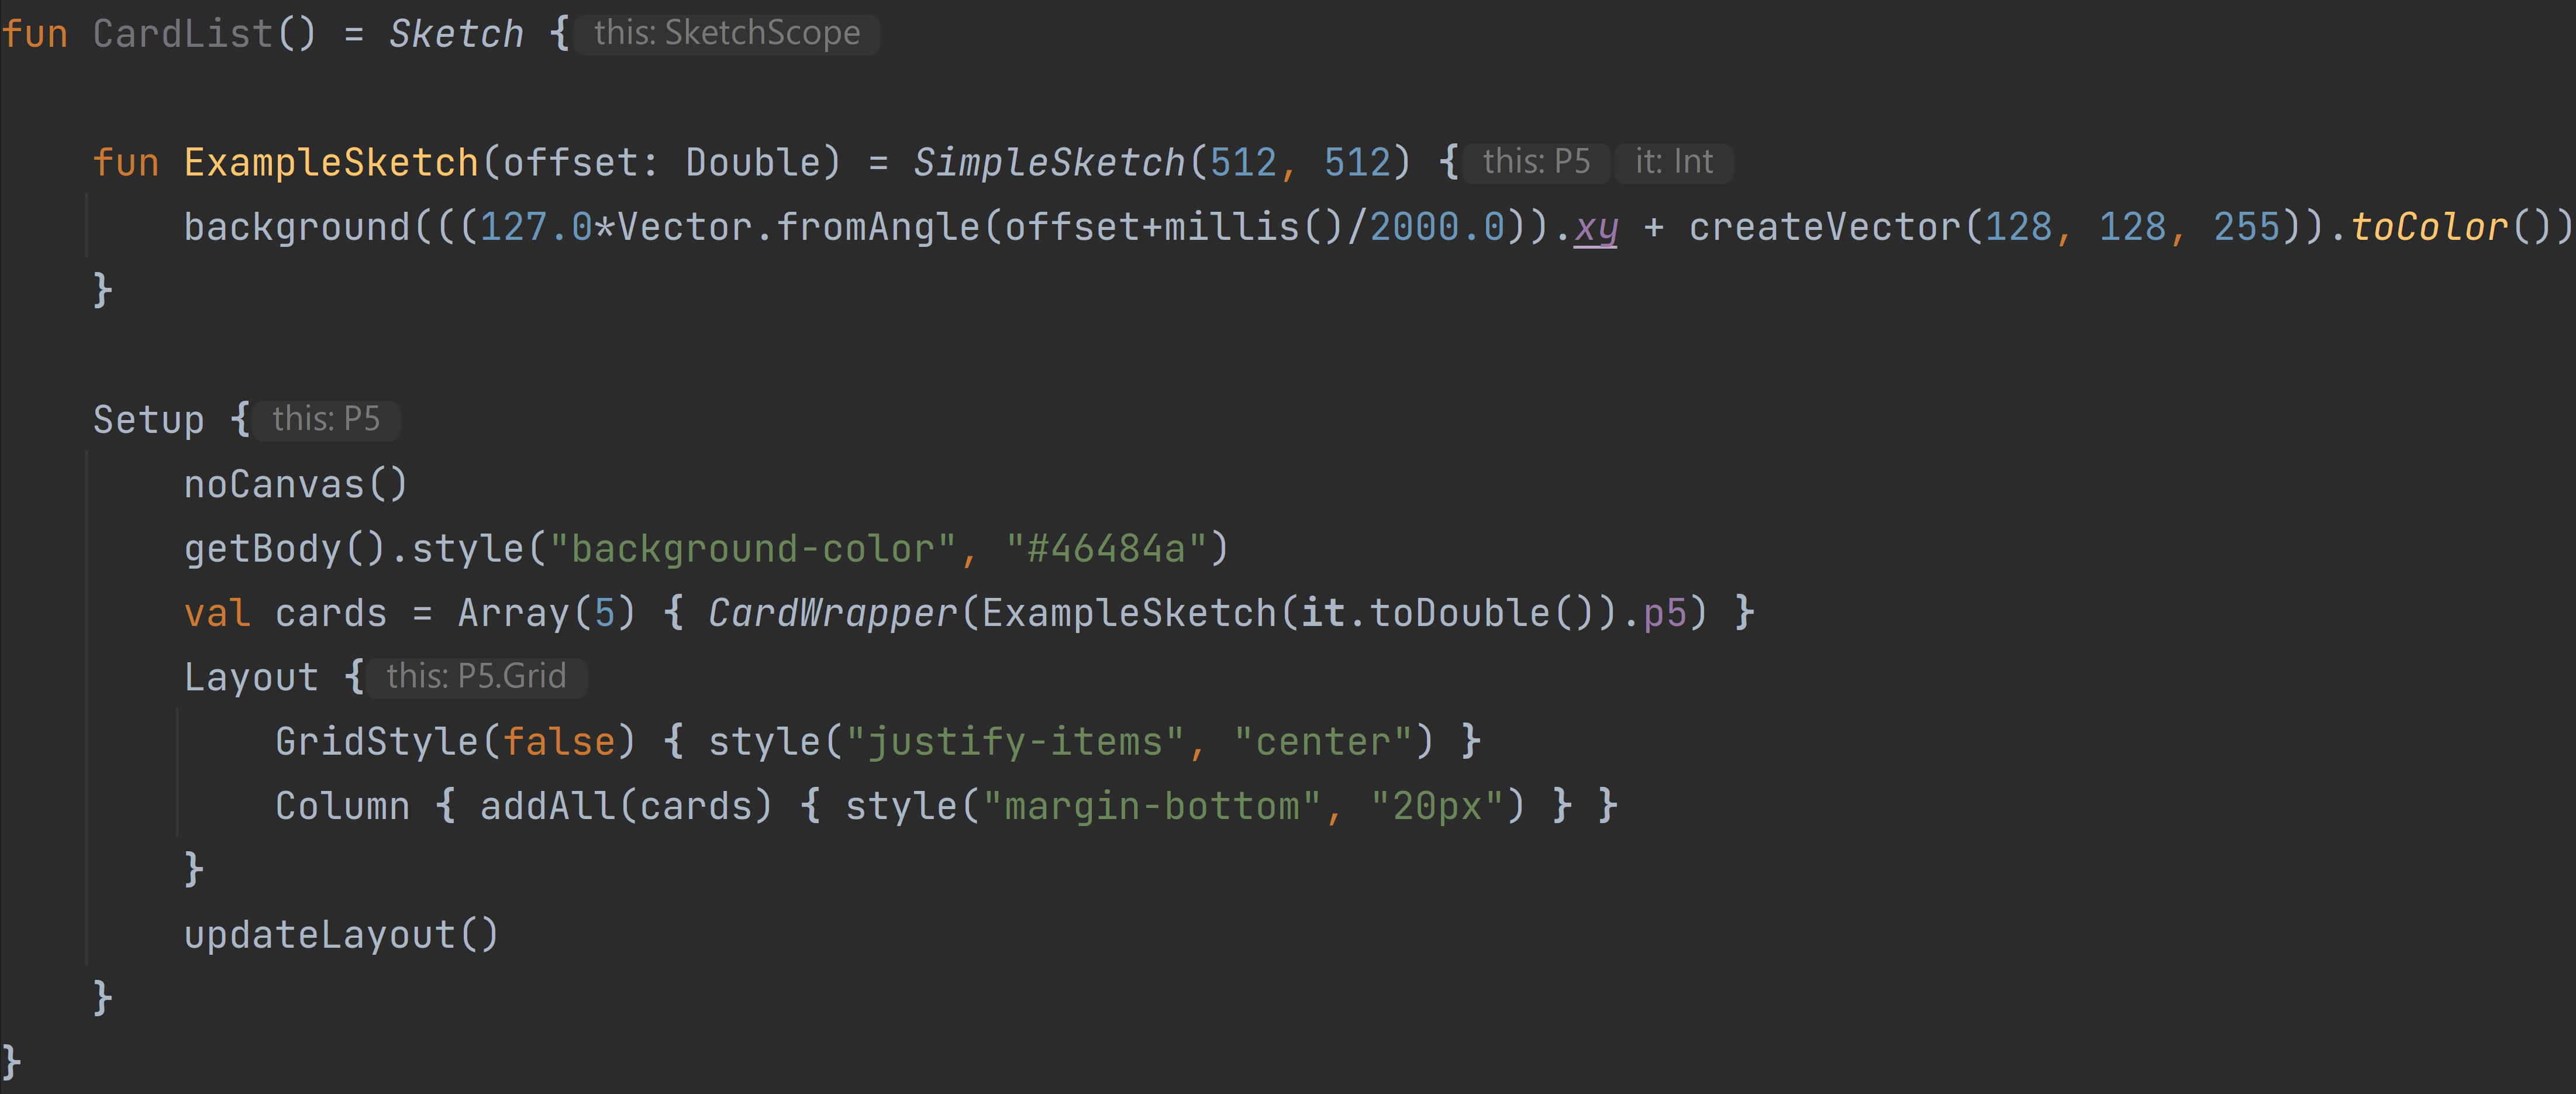 fun CardList() = Sketch { this: SketchScope
fun ExampleSketch(offset: Double) = SimpleSketch(512, 512) { this: P5 it: Int
background(((127.0*Vector.fromAngle(offset+millis()/2000.0)).xy + createVector(128, 128, 255)).toColor())
}
Setup { this: P5
noCanvas()
getBody().style("background-color", "#46484a")
val cards = Array(5) { CardWrapper(ExampleSketch(it.toDouble()).p5) }
Layout { this: P5.Grid
GridStyle(false) { style("justify-items", "center") }
Column { addAll(cards) { style("margin-bottom", "20px") } }
}
updateLayout()
}
}